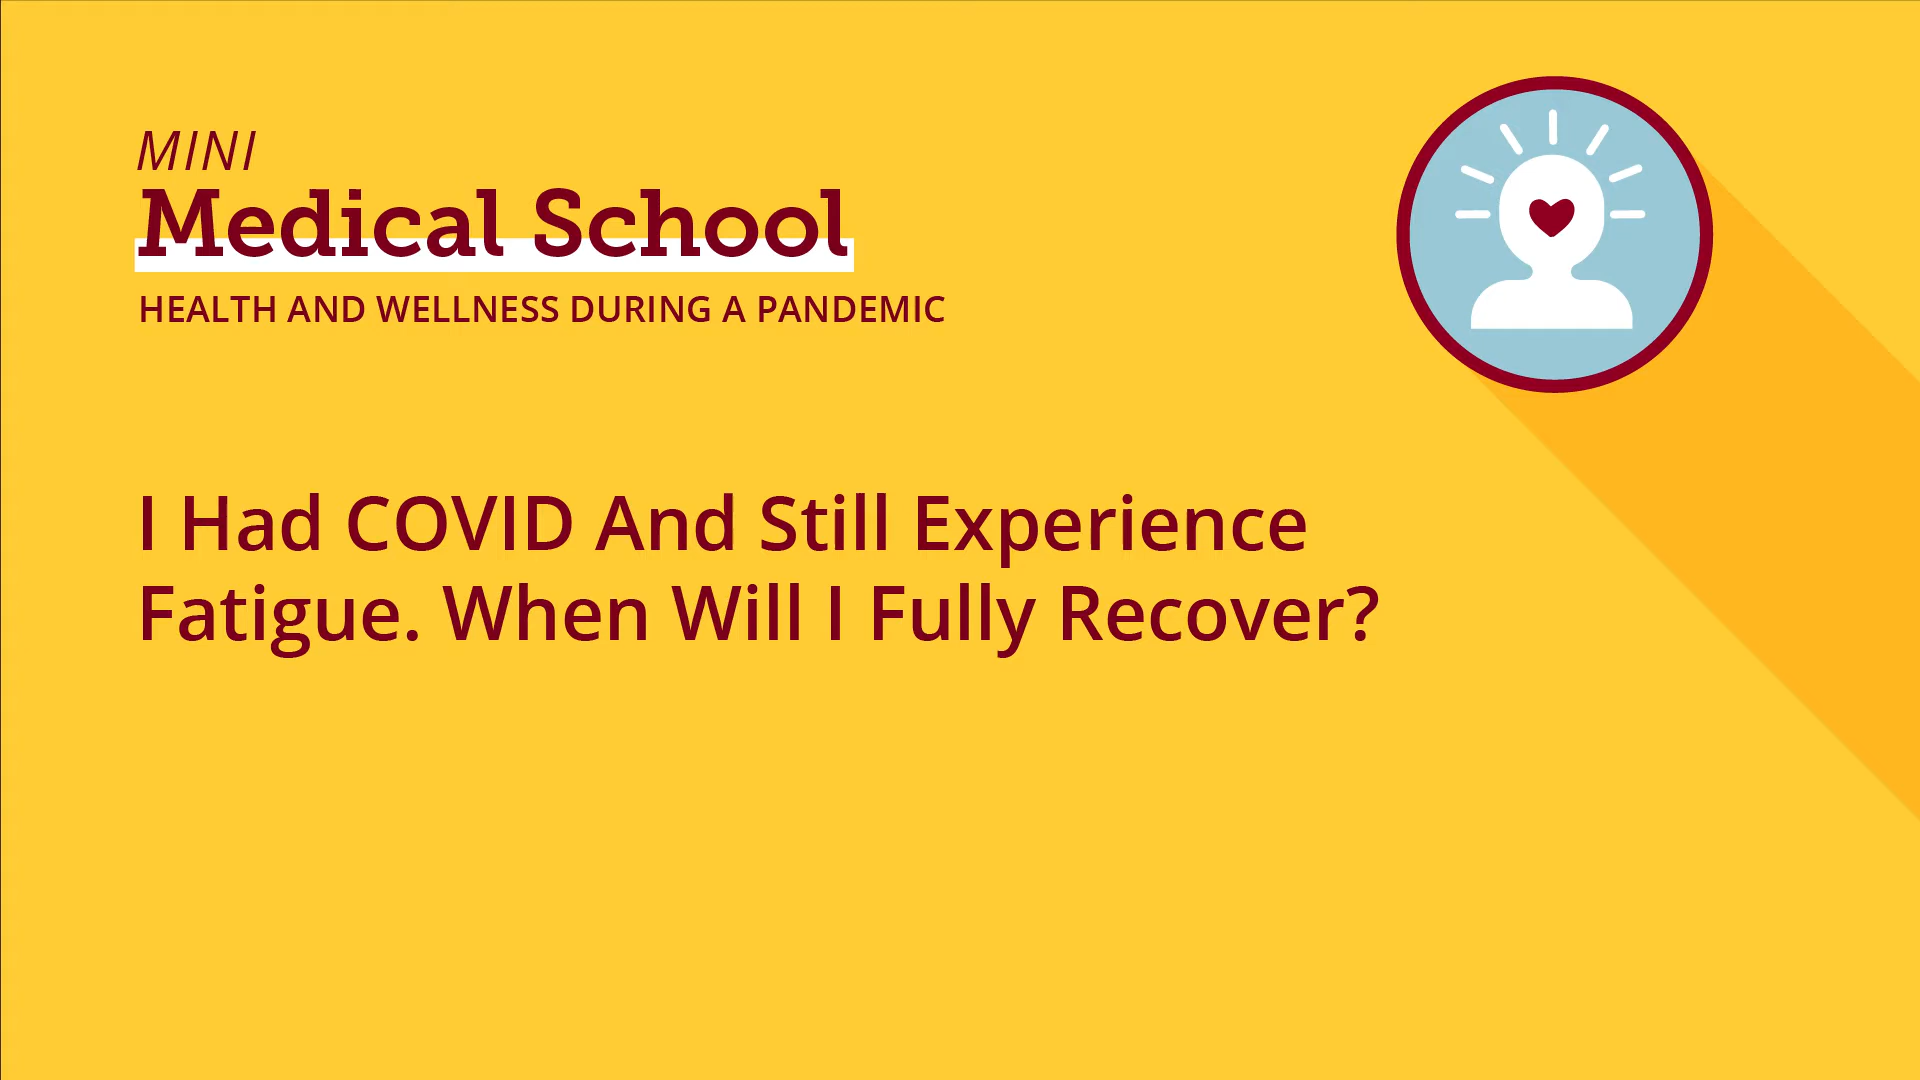 MINI
Medical School
HEALTH AND WELLNESS DURING A PANDEMIC
I Had COVID And Still Experience
Fatigue. When Will I Fully Recover?